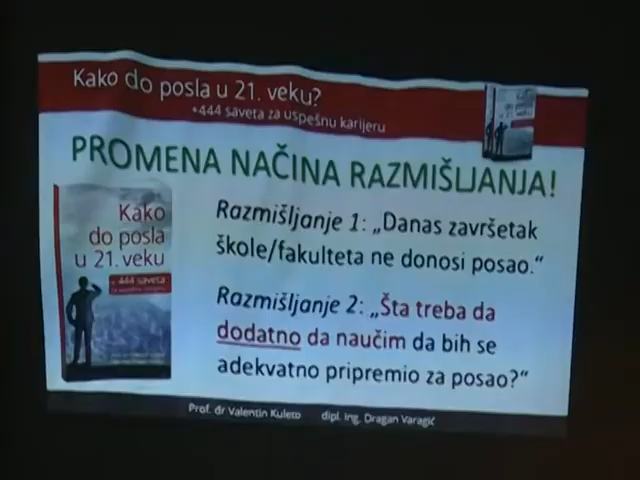 Kako do posla u 21. veku?
+444 saveta za uspešnu karijeru
PROMENA NAČINA RAZMIŠLJANJA!
Kako
do posla
u 21. veku
+ 444 saveta
Razmišljanje 1: „Danas završetak
škole/fakulteta ne donosi posao.“
Razmišljanje 2: „Šta treba da
dodatno da naučim da bih se
adekvatno pripremio za posao?“
Prof. dr Valentin Kuleto dipl. ing. Dragan Varagić